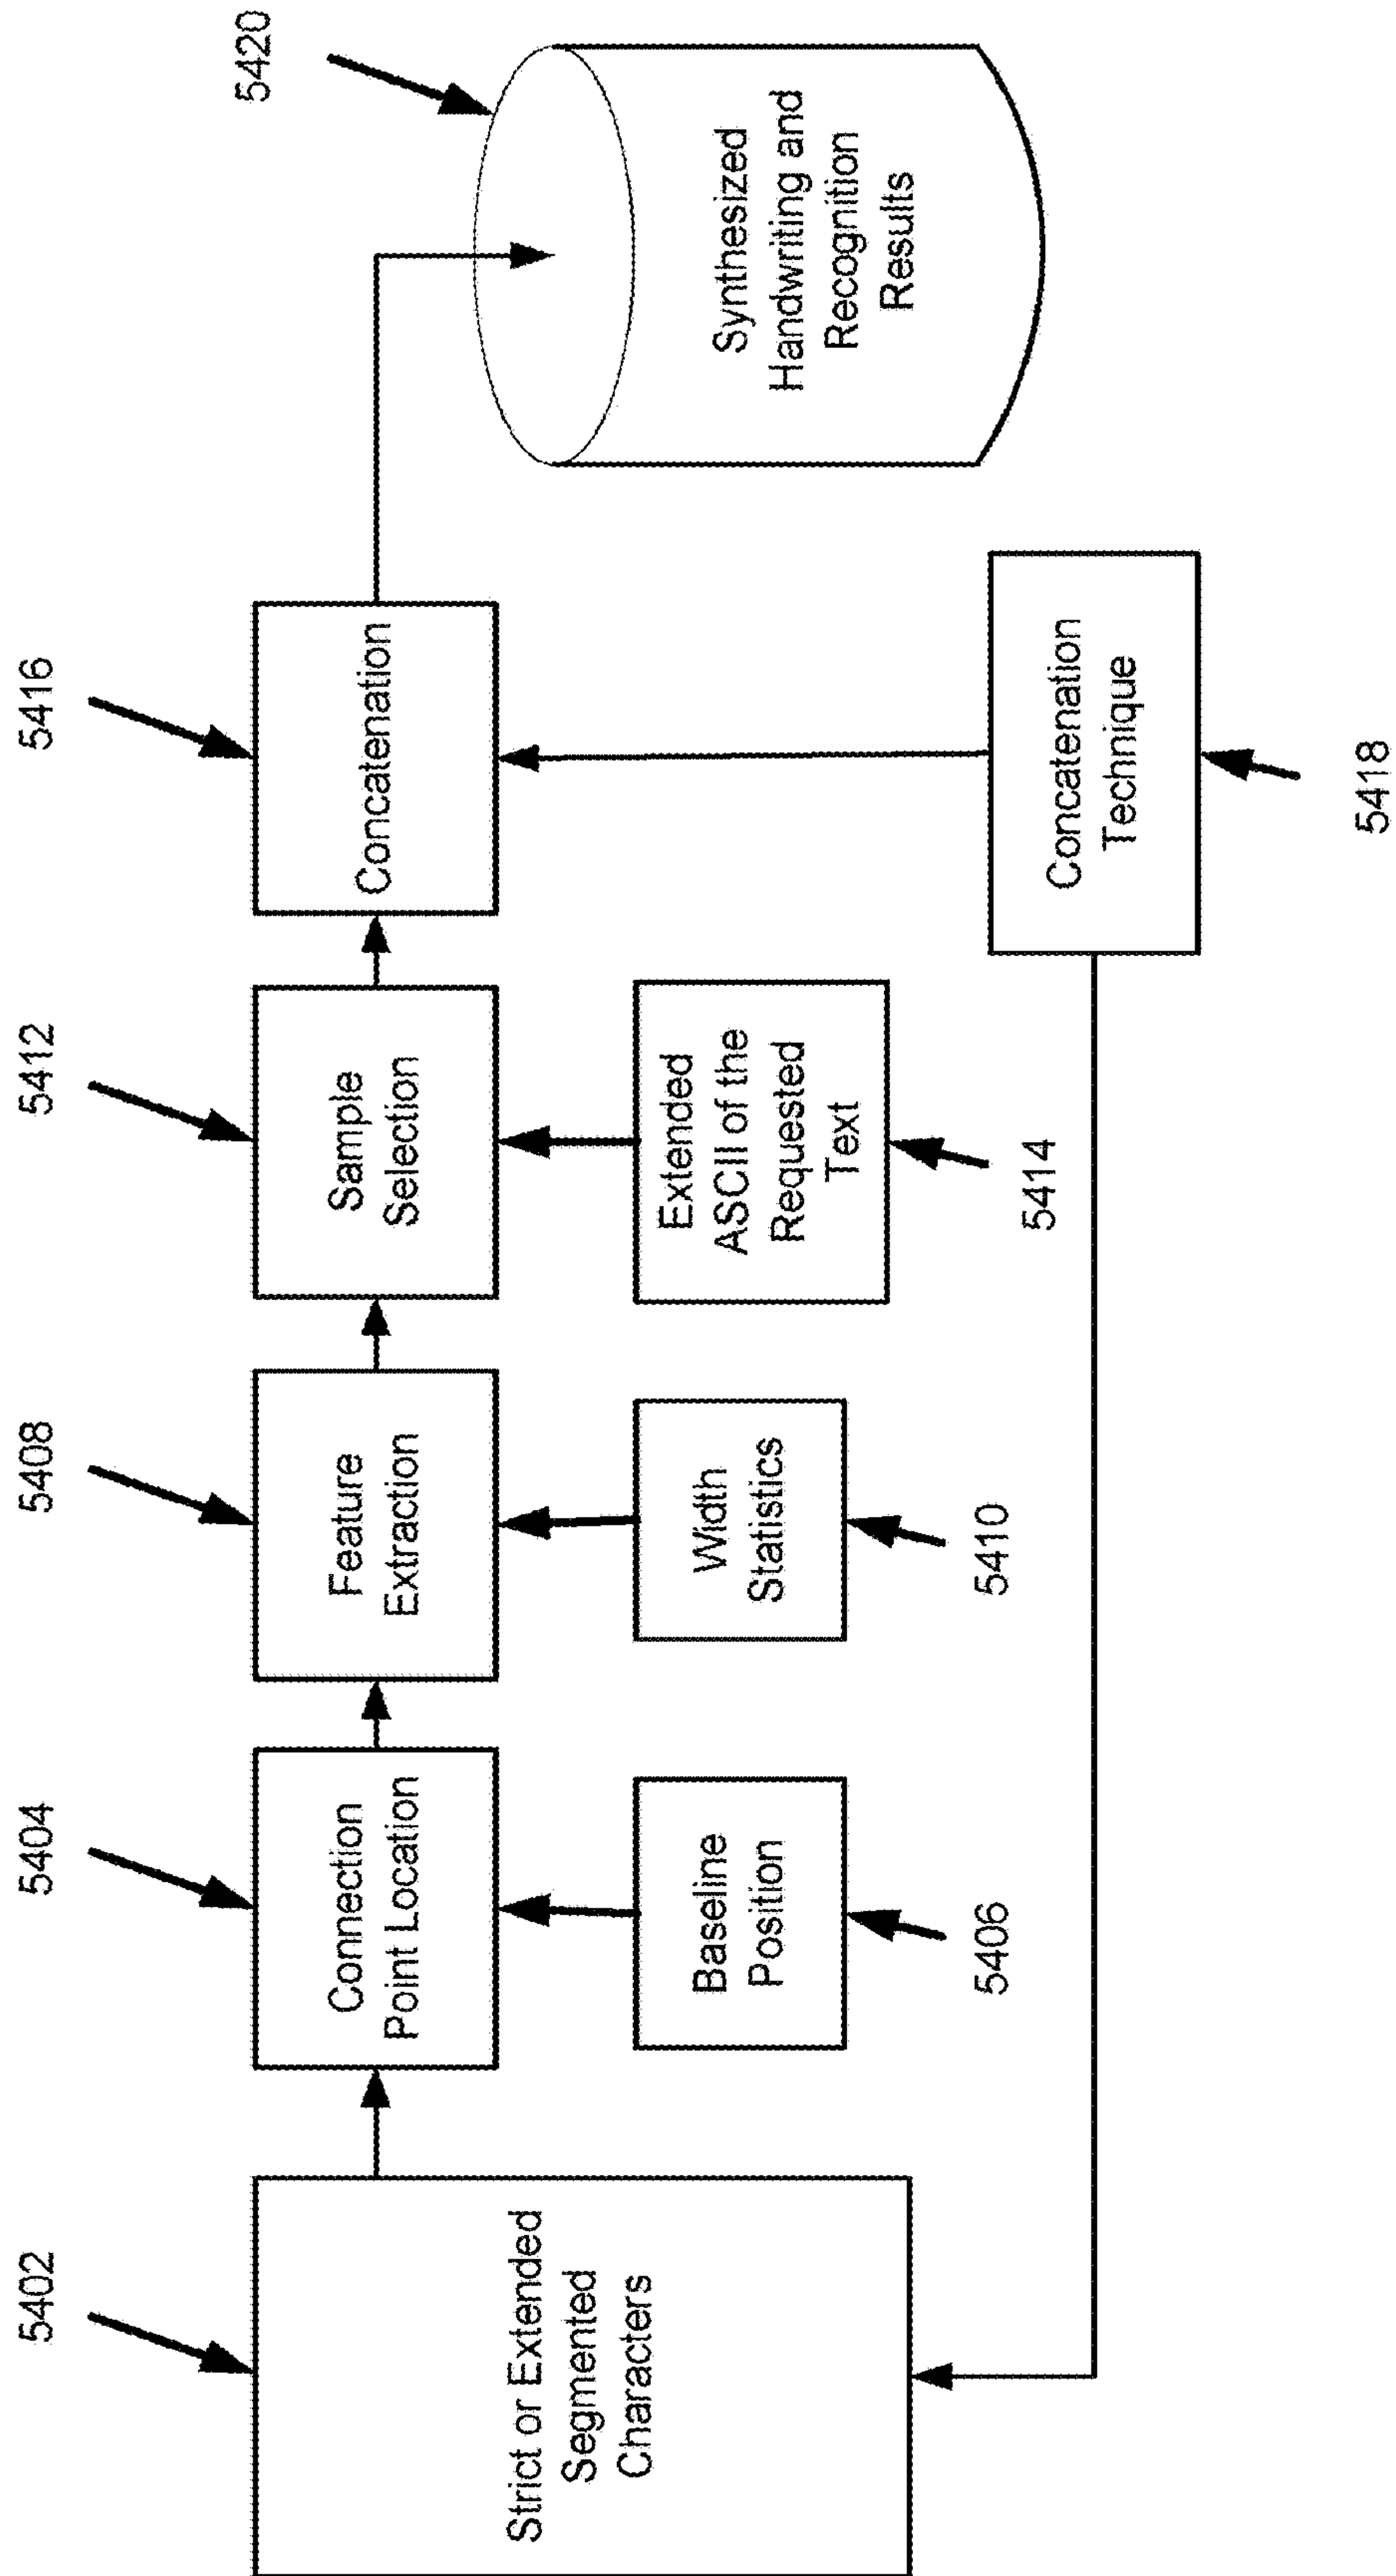 5402
5404
5408
5412
5416
5420
Strict or Extended
Segmented
Characters
Connection
Point Location
Feature
Extraction
Sample
Selection
Concatenation
Synthesized
Handwriting and
Recognition
Results
Baseline
Position
Width
Statistics
Extended
ASCII of the
Requested
Text
5406
5410
5414
Concatenation
Technique
5418